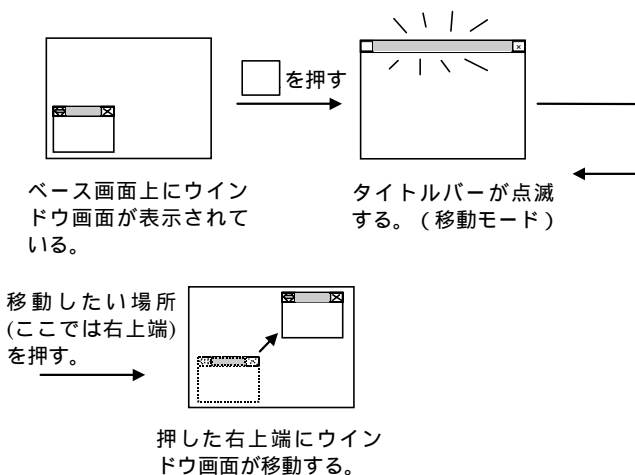 を押す
ベース画面上にウイン
ドウ画面が表示されて
いる。
タイトルバーが点滅
する。（移動モード）
移動したい場所
(ここでは右上端)
を押す。
押した右上端にウイン
ドウ画面が移動する。